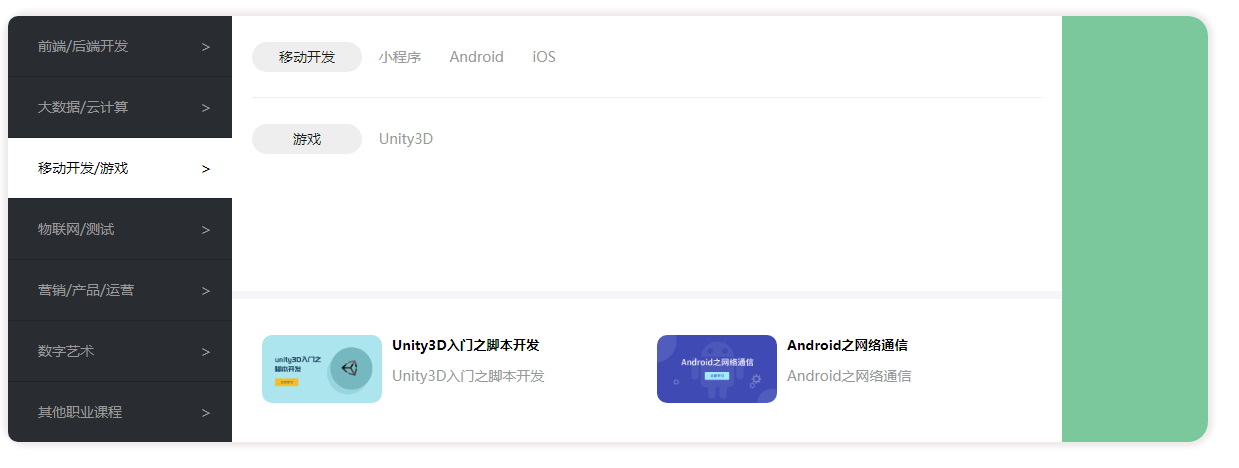 前端/后端开发 >
大数据/云计算 >
移动开发/游戏 >
物联网/测试 >
营销/产品/运营 >
数字艺术 >
其他职业课程 >
移动开发 小程序 Android iOS
游戏 Unity3D
unity3D入门之
脚本开发
Unity3D入门之脚本开发
Unity3D入门之脚本开发
Android之网络通信
Android之网络通信
Android之网络通信